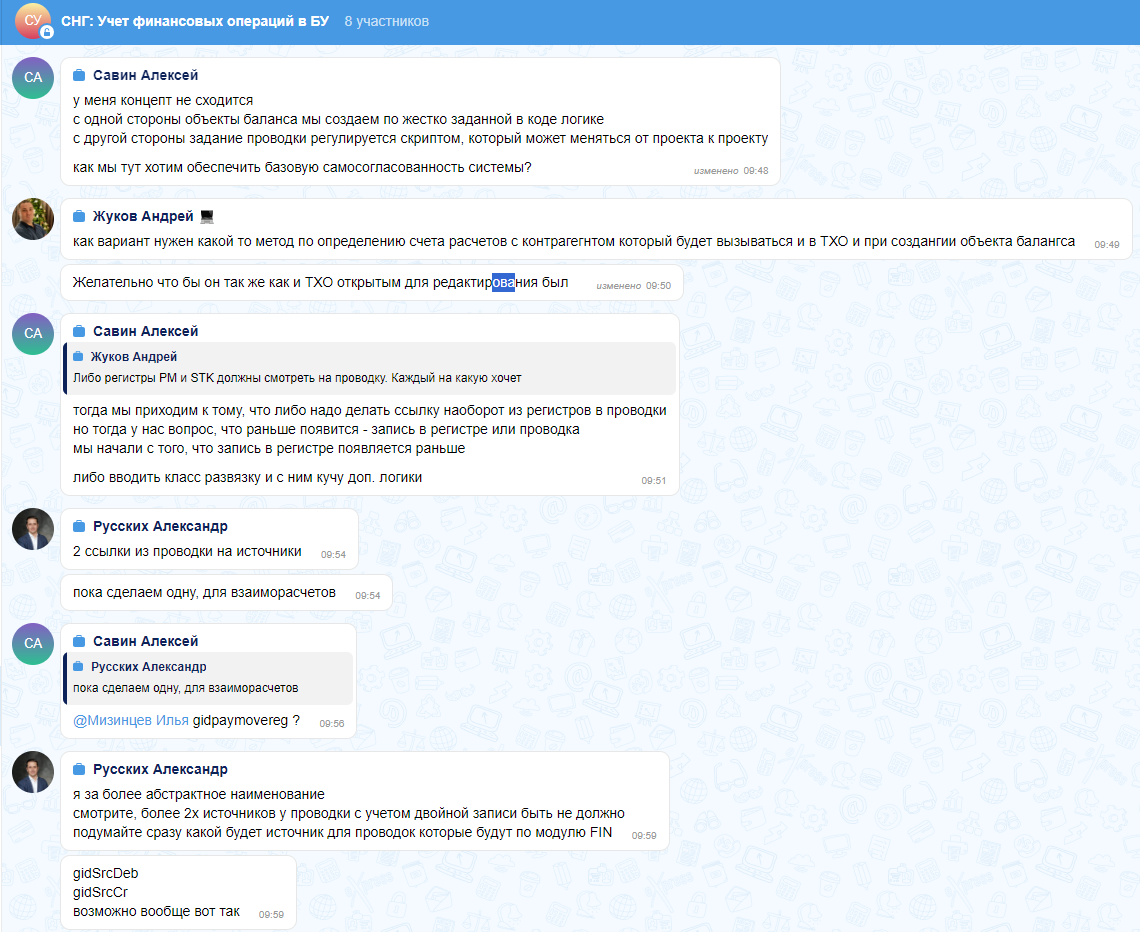 СУ
СНГ: Учет финансовых операций в БУ 8 участников
СА
Савин Алексей
у меня концепт не сходится
с одной стороны объекты баланса мы создаем по жестко заданной в коде логике
с другой стороны задание проводки регулируется скриптом, который может меняться от проекта к проекту
как мы тут хотим обеспечить базовую самосогласованность системы?
изменено 09:48
Жуков Андрей
как вариант нужен какой то метод по определению счета расчетов с контрагегнтом который будет вызываться и в ТХО и при создангии объекта балангса
09:49
Желательно что бы он так же как и ТХО открытым для редактирования был
изменено 09:50
СА
Савин Алексей
Жуков Андрей
Либо регистры PM и STK должны смотреть на проводку. Каждый на какую хочет
тогда мы приходим к тому, что либо надо делать ссылку наоборот из регистров в проводки
но тогда у нас вопрос, что раньше появится - запись в регистре или проводка
мы начали с того, что запись в регистре появляется раньше
либо вводить класс развязку и с ним кучу доп. логики
09:51
Русских Александр
2 ссылки из проводки на источники
09:54
пока сделаем одну, для взаиморасчетов
09:54
СА
Савин Алексей
Русских Александр
пока сделаем одну, для взаиморасчетов
@Мизинцев Илья gidpaymovereg ?
09:56
Русских Александр
я за более абстрактное наименование
смотрите, более 2х источников у проводки с учетом двойной записи быть не должно
подумайте сразу какой будет источник для проводок которые будут по модулю FIN
09:59
gidSrcDeb
gidSrcCr
возможно вообще вот так
09:59